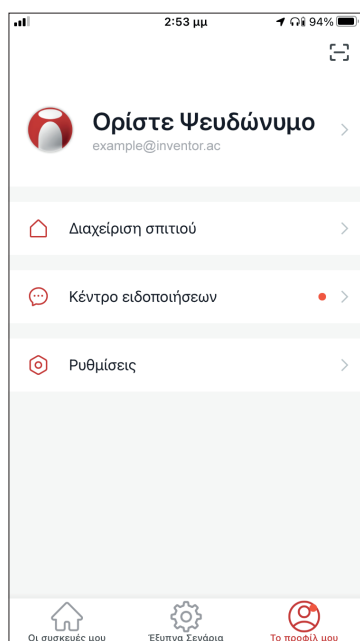 2:53 μμ 94%
Ορίστε Ψευδώνυμο
example@inventor.ac
Διαχείριση σπιτιού
Κέντρο ειδοποιήσεων
Ρυθμίσεις
Οι συσκευές μου Έξυπνα Σενάρια Το προφίλ μου